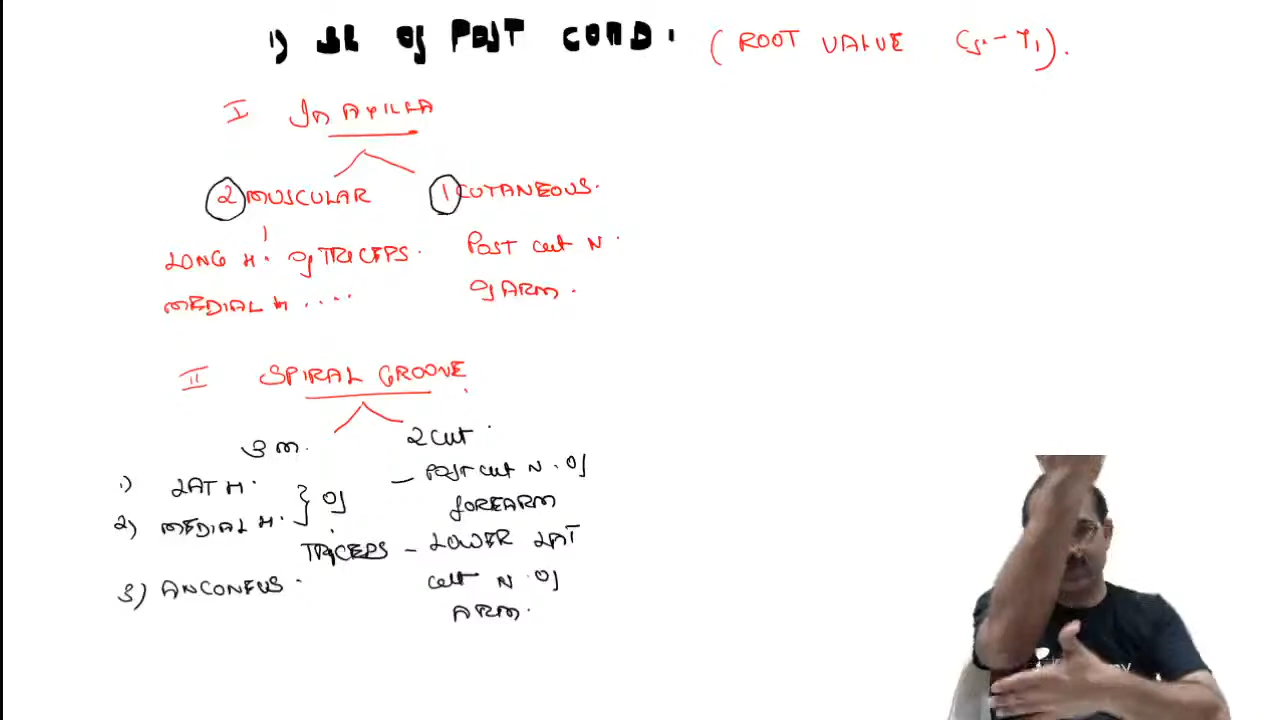 1) BR OF POST CORD . (ROOT VALUE C5 - T1).
I IN AXILLA
2 MUSCULAR 1 CUTANEOUS.
LONG H. OF TRICEPS. POST CUT N.
MEDIAL H .... OF ARM.
II SPIRAL GROOVE
3 M. 2 CUT
1) LAT H. } OF - POST CUT N. OF
2) MEDIAL H. FOREARM
TRICEPS - LOWER LAT
3) ANCONEUS. CUT N OF
ARM.